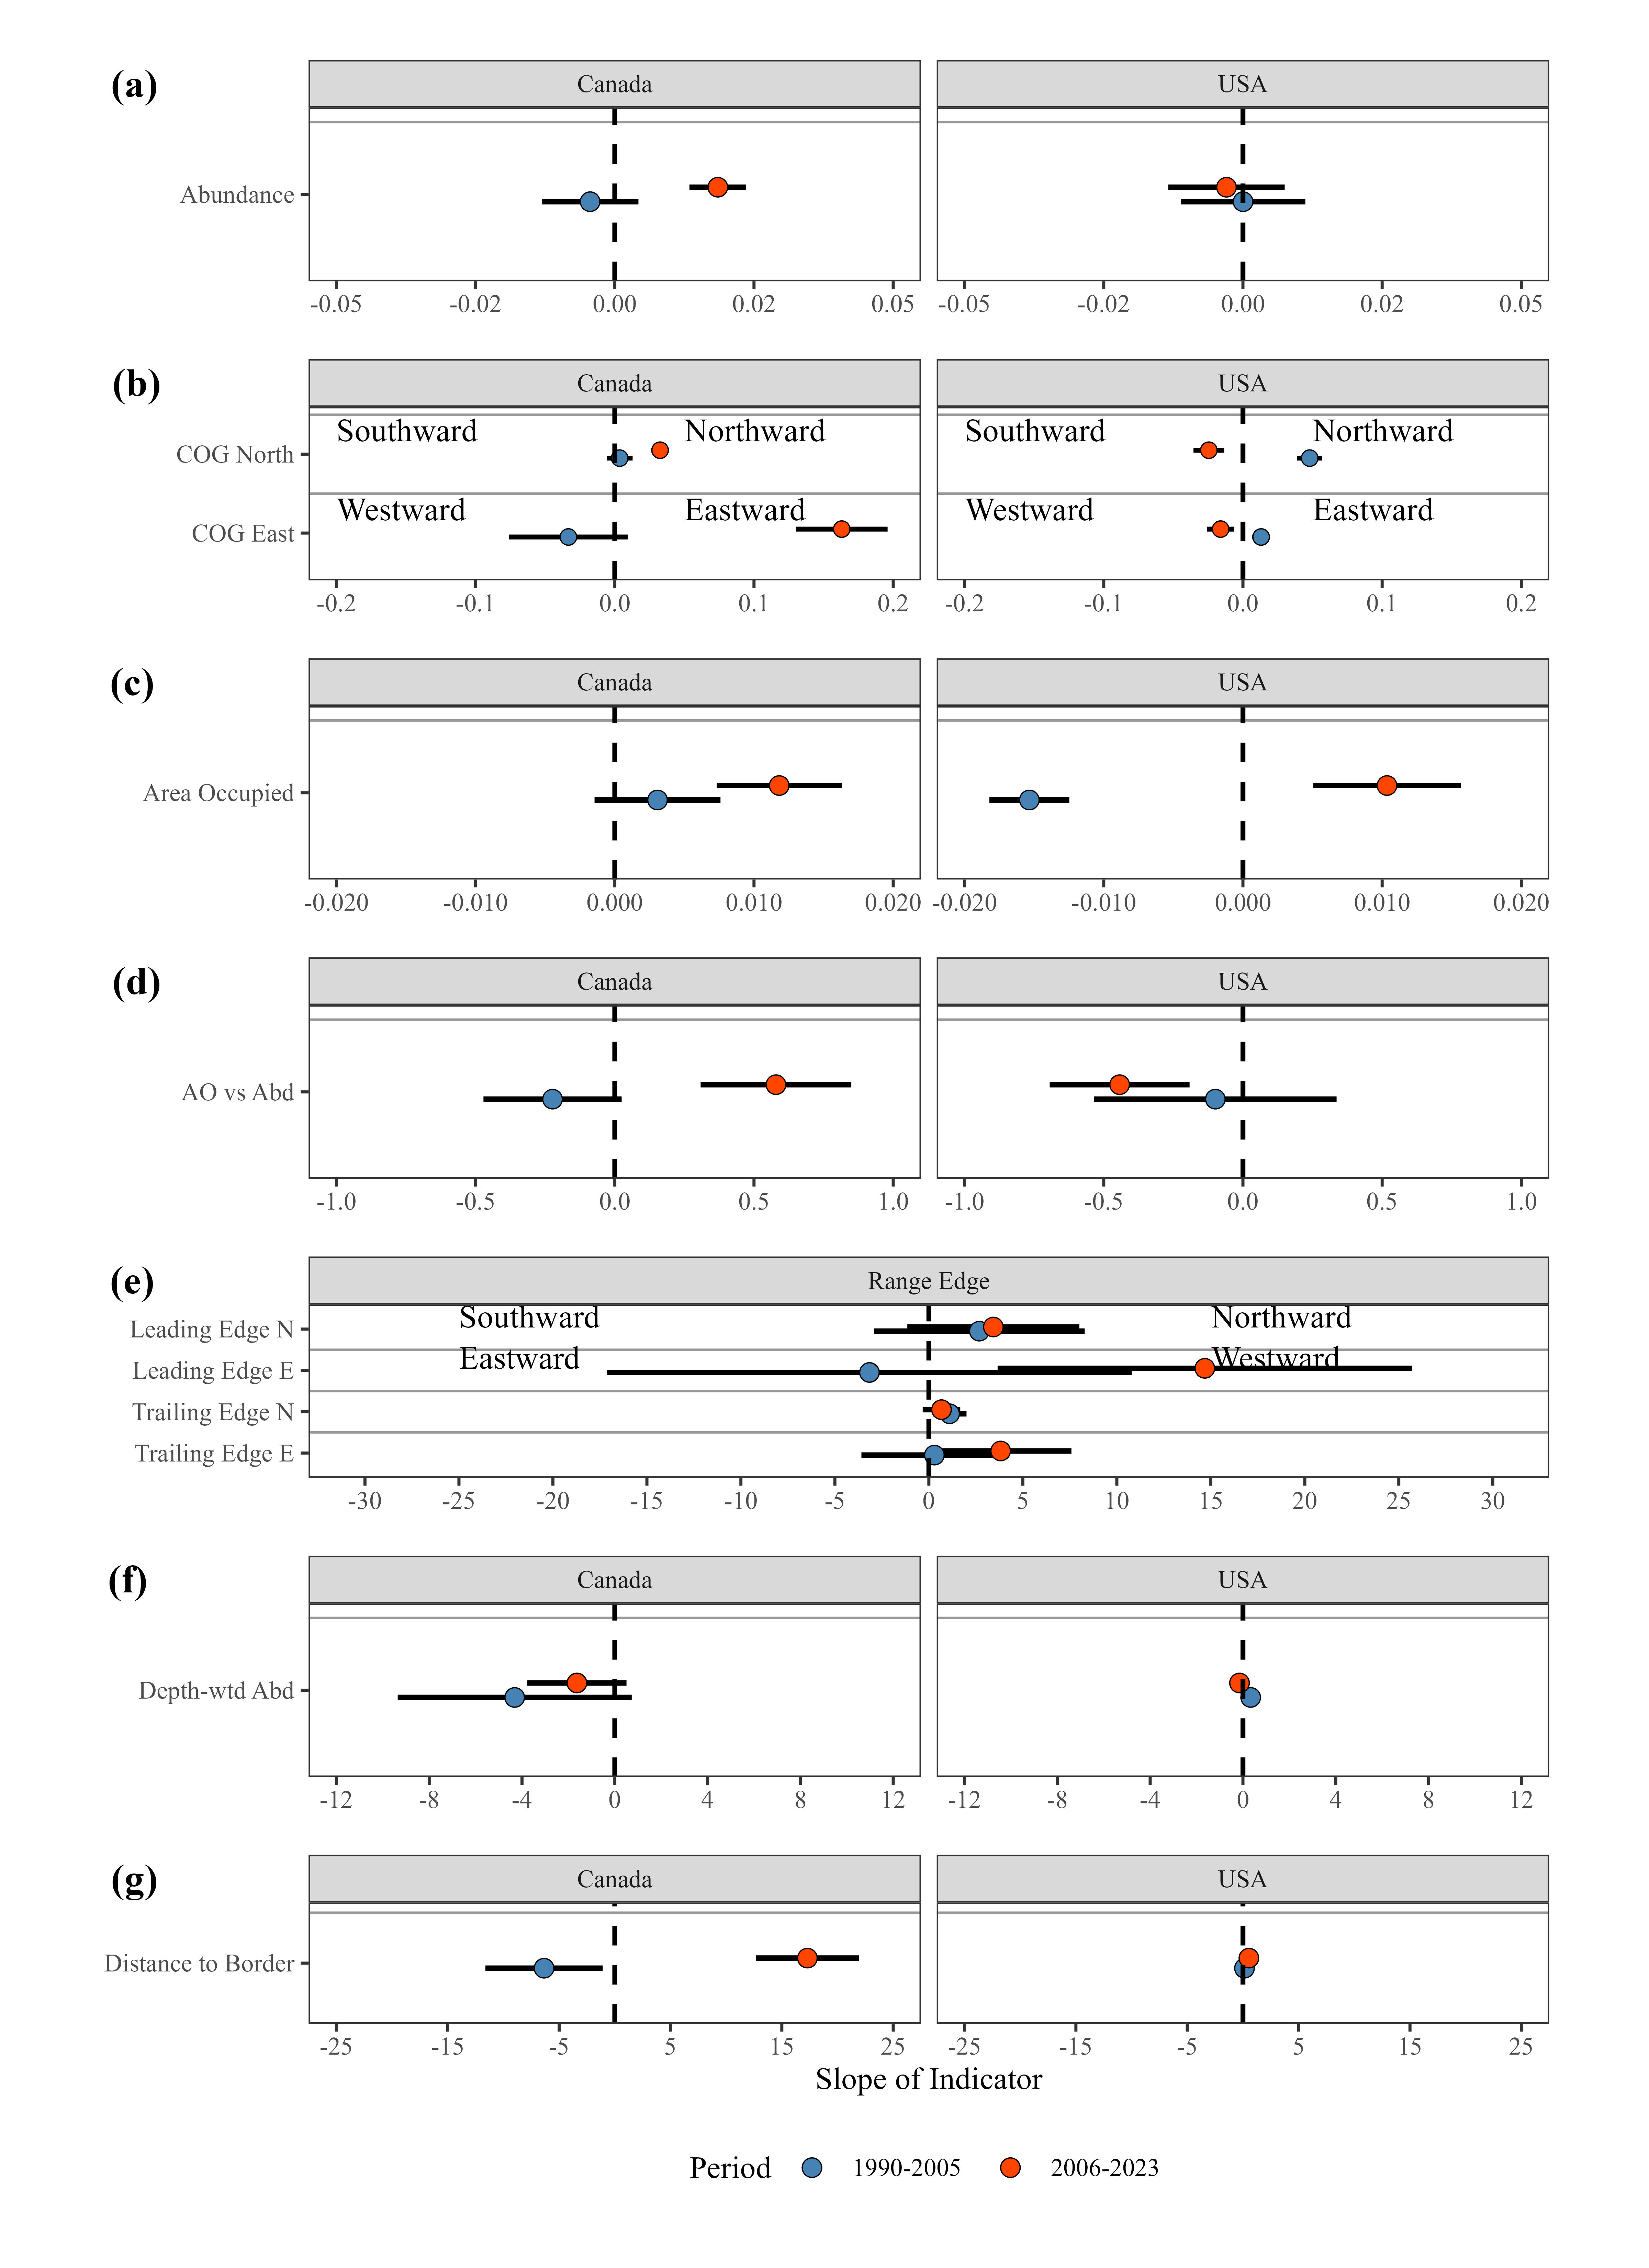 (a)
Canada USA
Abundance
-0.05 -0.02 0.00 0.02 0.05 -0.05 -0.02 0.00 0.02 0.05
(b)
Canada USA
Southward Northward Southward Northward
COG North
Westward Eastward Westward Eastward
COG East
-0.2 -0.1 0.0 0.1 0.2 -0.2 -0.1 0.0 0.1 0.2
(c)
Canada USA
Area Occupied
-0.020 -0.010 0.000 0.010 0.020 -0.020 -0.010 0.000 0.010 0.020
(d)
Canada USA
AO vs Abd
-1.0 -0.5 0.0 0.5 1.0 -1.0 -0.5 0.0 0.5 1.0
(e)
Range Edge
Southward Northward
Leading Edge N
Eastward Westward
Leading Edge E
Trailing Edge N
Trailing Edge E
-30 -25 -20 -15 -10 -5 0 5 10 15 20 25 30
(f)
Canada USA
Depth-wtd Abd
-12 -8 -4 0 4 8 12 -12 -8 -4 0 4 8 12
(g)
Canada USA
Distance to Border
-25 -15 -5 5 15 25 -25 -15 -5 5 15 25
Slope of Indicator
Period 1990-2005 2006-2023